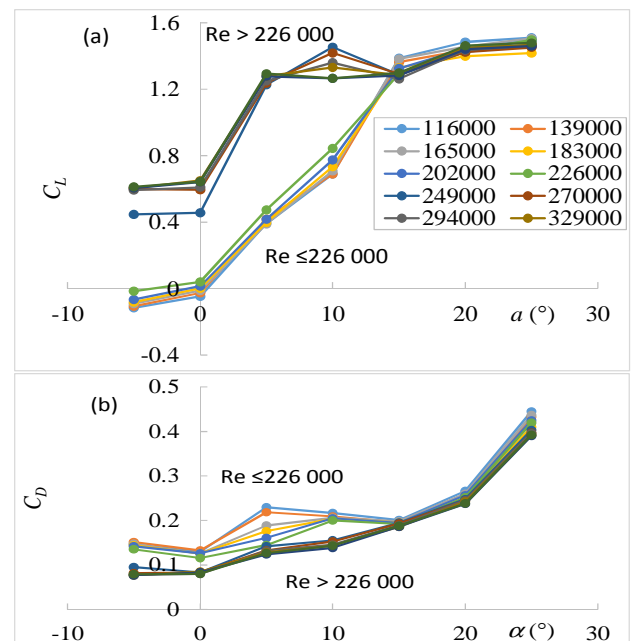 (a)
Re > 226 000
1.6
1.2
0.8
0.4
0
-0.4
C_L
116000 139000
165000 183000
202000 226000
249000 270000
294000 329000
Re ≤226 000
-10 0 10 20 a (°) 30
(b)
0.5
0.4
0.3
0.2
0.1
0
C_D
Re ≤226 000
Re > 226 000
-10 0 10 20 α (°) 30